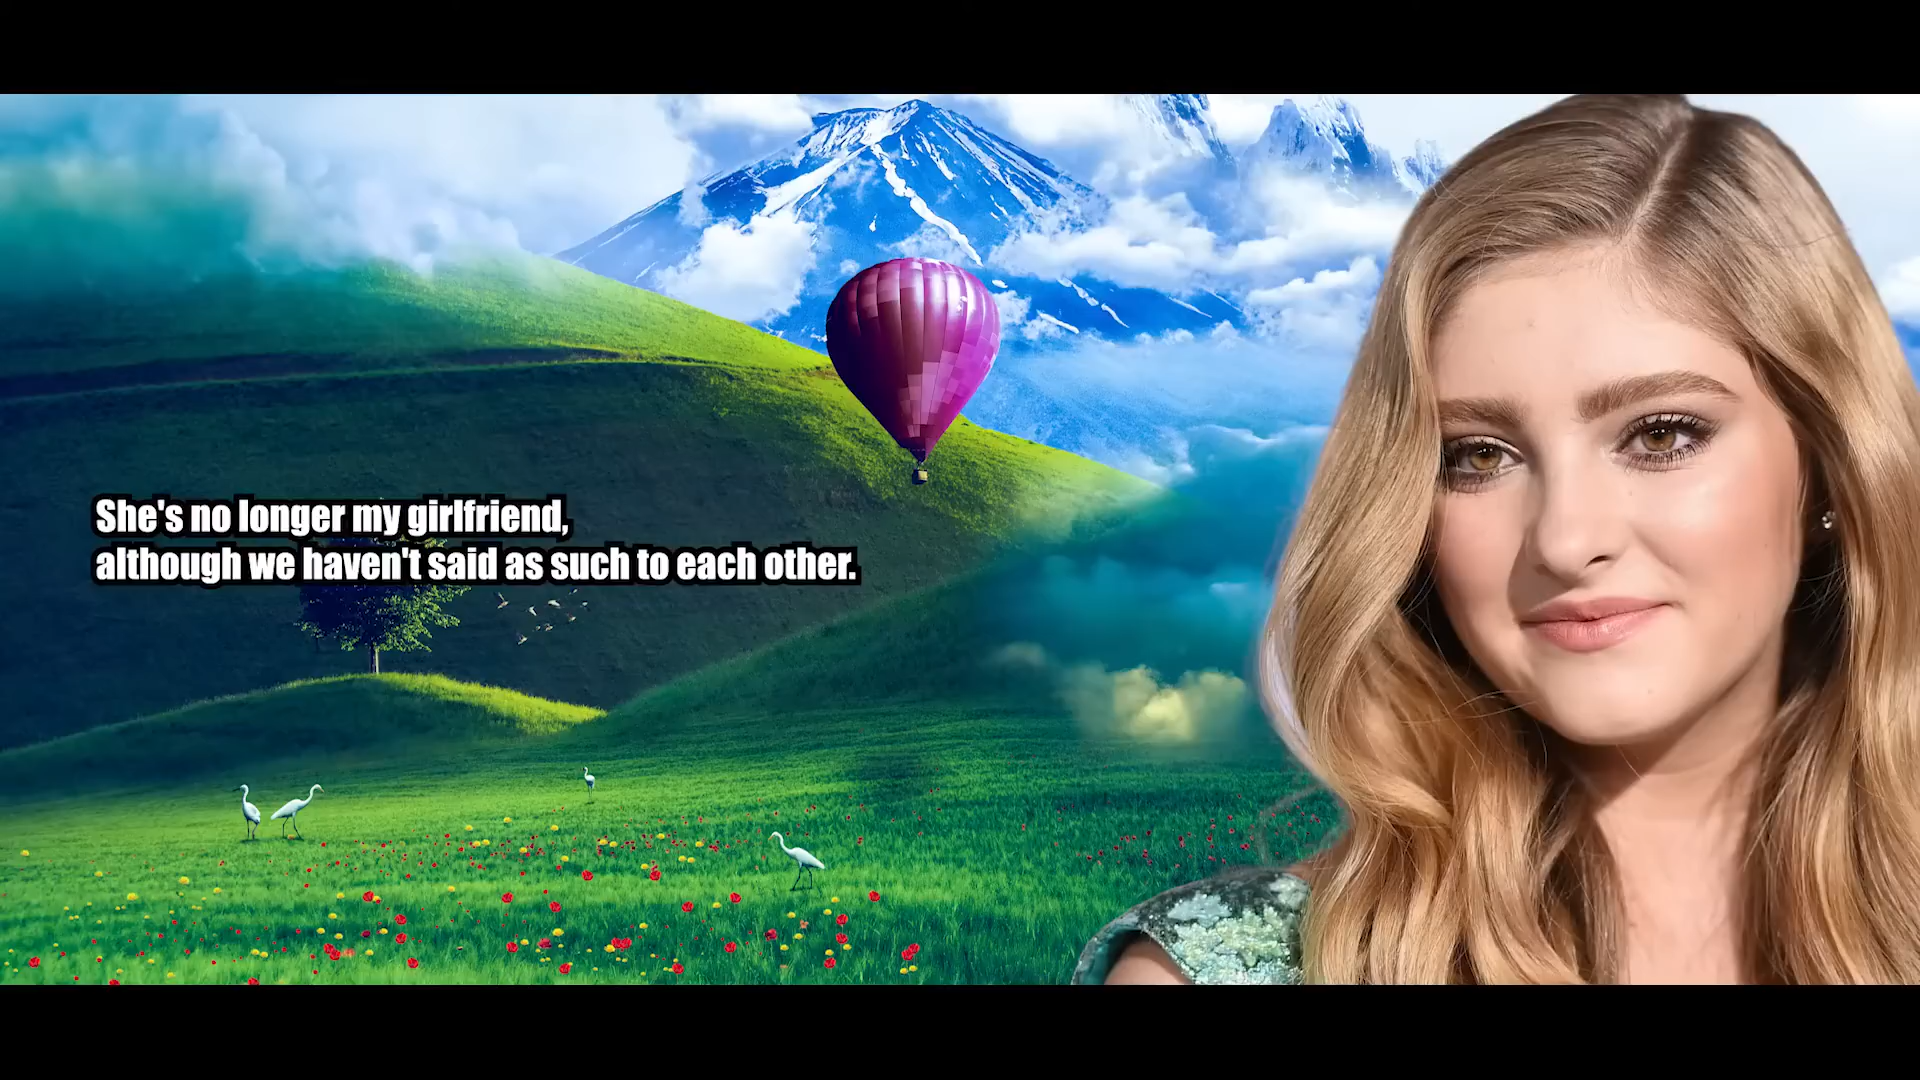 She's no longer my girlfriend,
although we haven't said as such to each other.